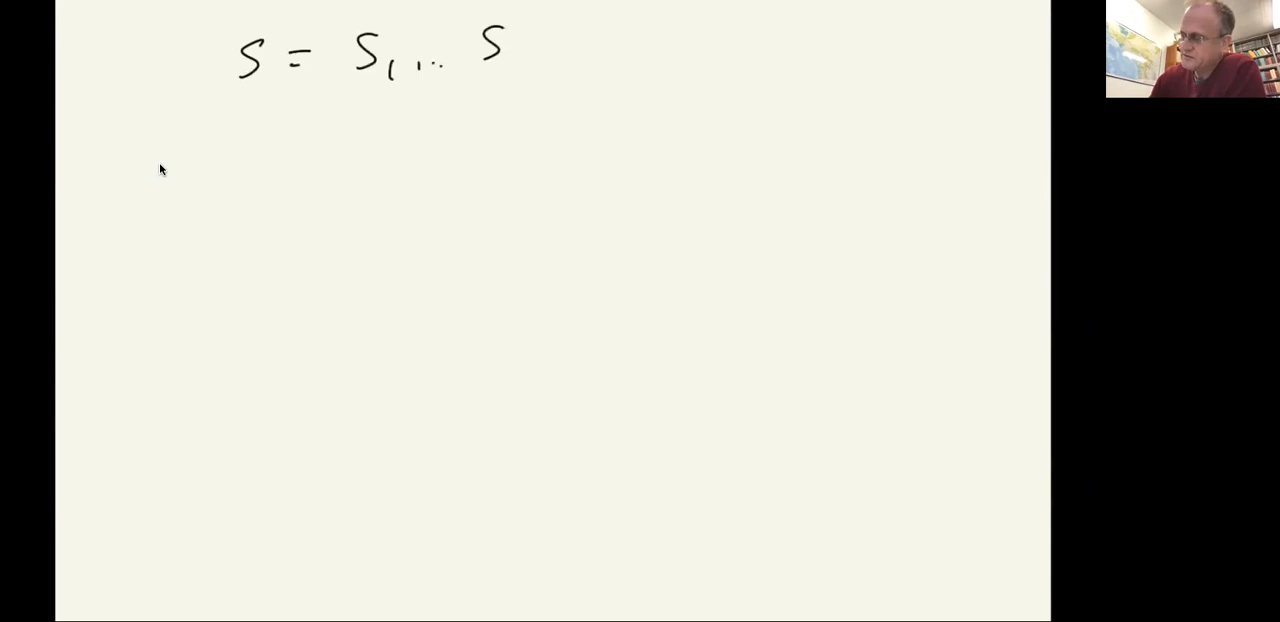 S = S₁ ... S